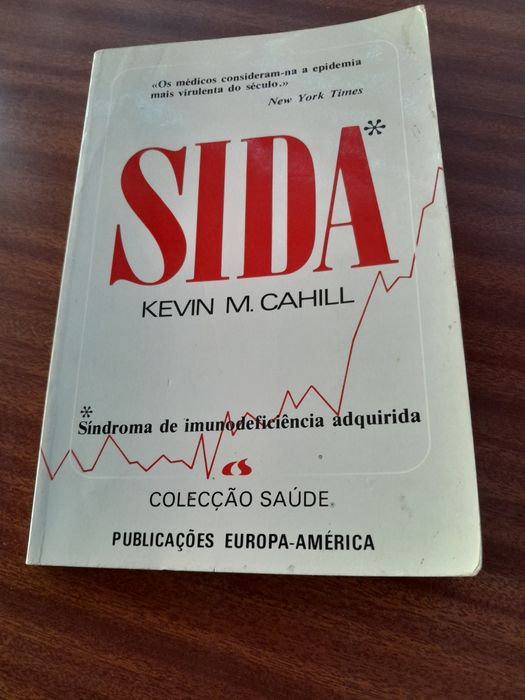 «Os médicos consideram-na a epidemia
mais virulenta do século.»
New York Times
SIDA*
KEVIN M. CAHILL
* Síndroma de imunodeficiência adquirida
CS
COLECÇÃO SAÚDE
PUBLICAÇÕES EUROPA-AMÉRICA